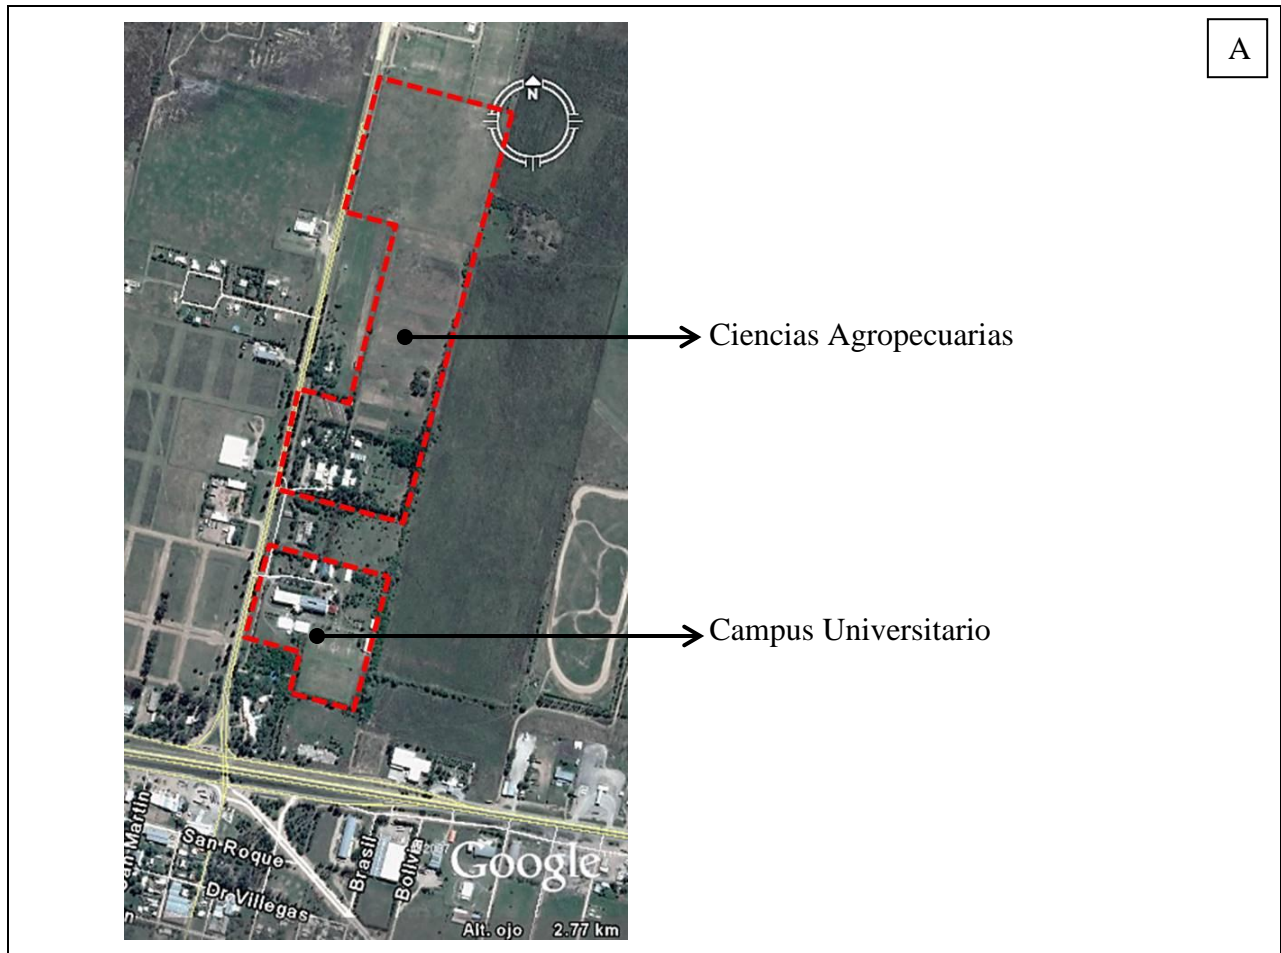 A
N
Ciencias Agropecuarias
Campus Universitario
San Martin
San Roque
Dr Villegas
Brasil
Bolivia
Google
Alt. ojo 2.77 km